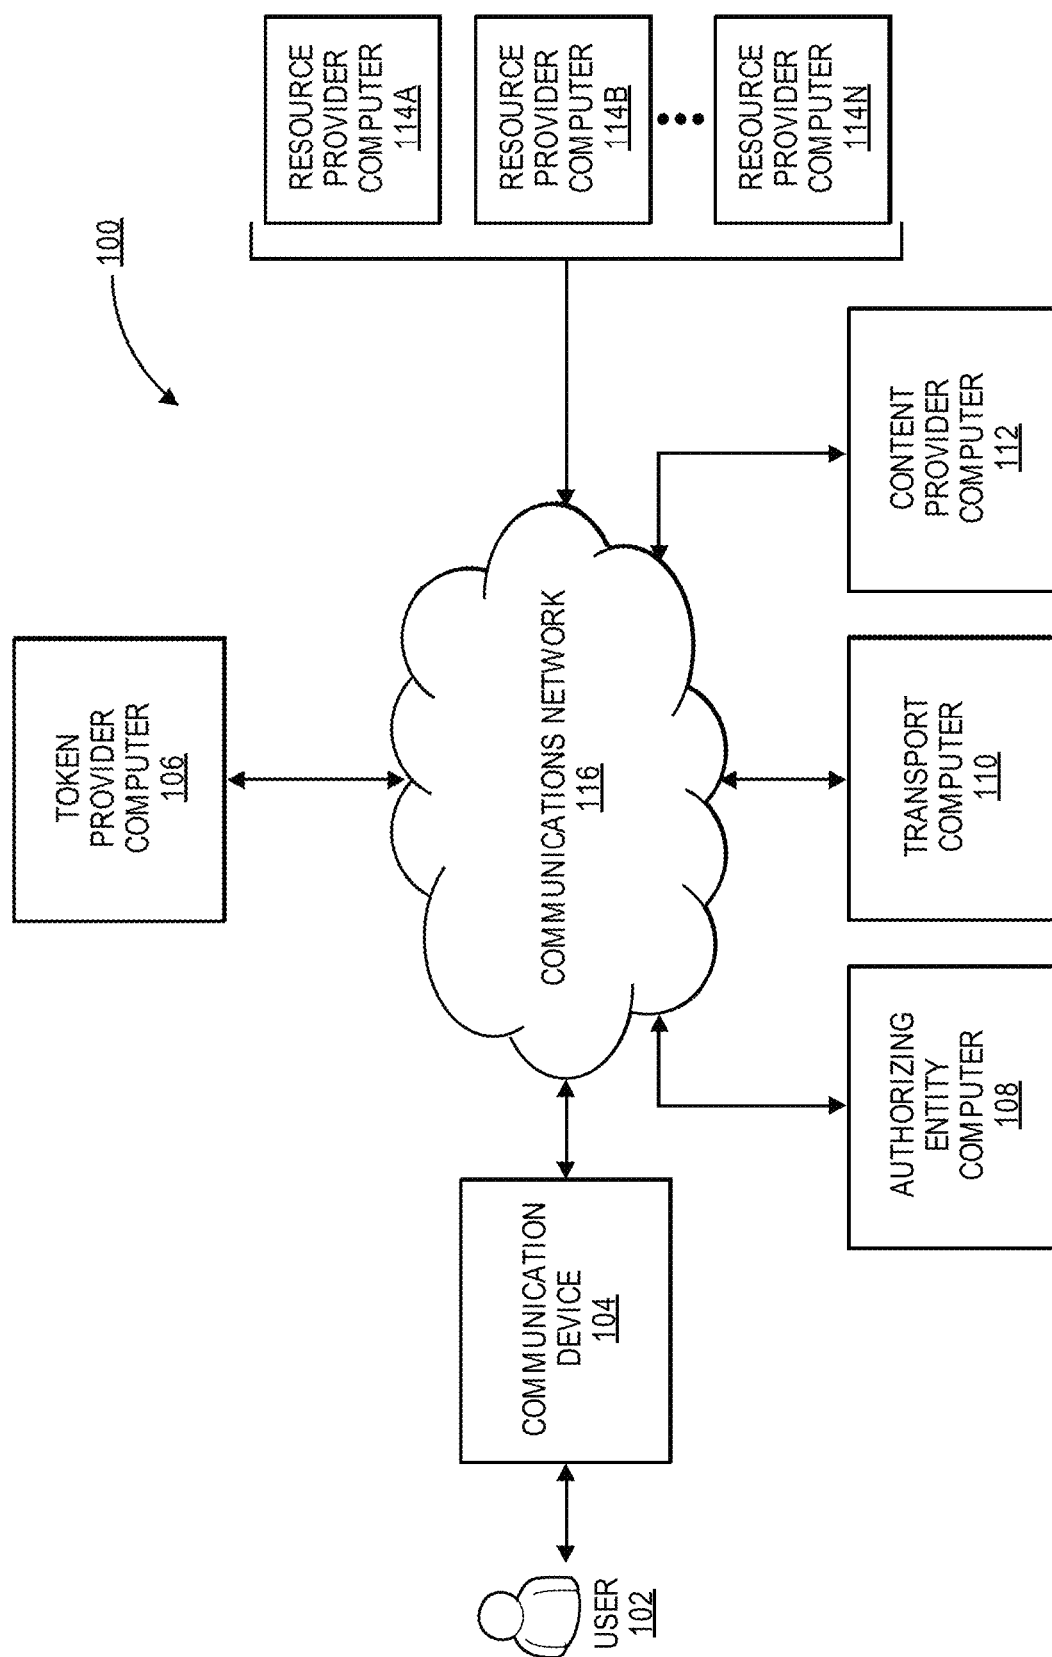 100
TOKEN
PROVIDER
COMPUTER
106
RESOURCE
PROVIDER
COMPUTER
114A
RESOURCE
PROVIDER
COMPUTER
114B
RESOURCE
PROVIDER
COMPUTER
114N
USER
102
COMMUNICATION
DEVICE
104
COMMUNICATIONS NETWORK
116
AUTHORIZING
ENTITY
COMPUTER
108
TRANSPORT
COMPUTER
110
CONTENT
PROVIDER
COMPUTER
112